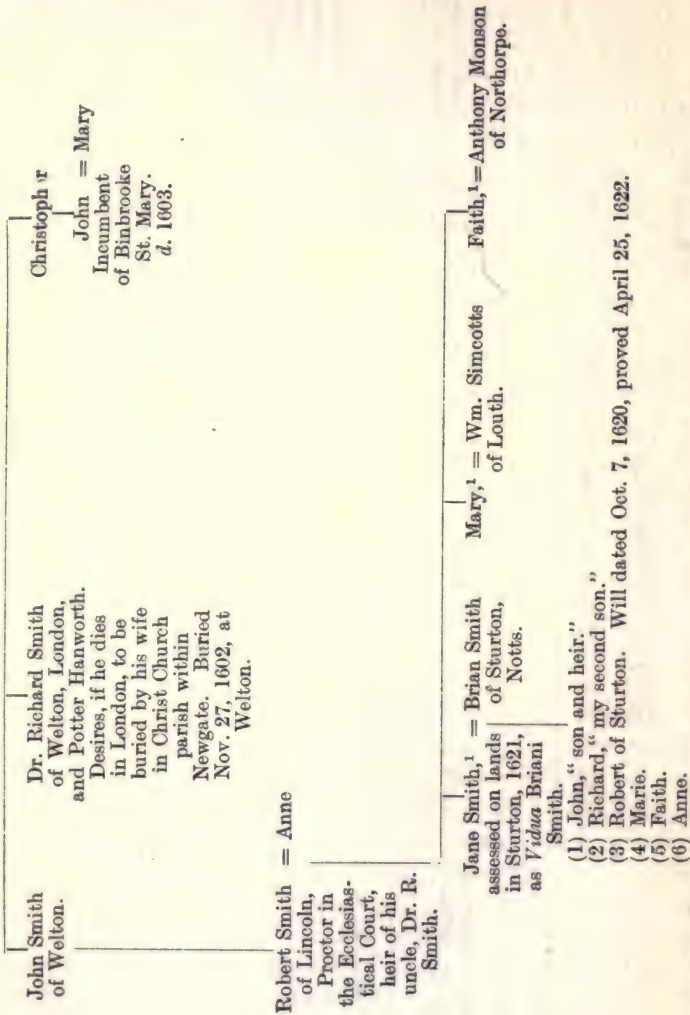 John Smith
of Welton.
Dr. Richard Smith
of Welton, London,
and Potter Hanworth.
Desires, if he dies
in London, to be
buried by his wife
in Christ Church
parish within
Newgate. Buried
Nov. 27, 1602, at
Welton.
Christoph r
John = Mary
Incumbent
of Binbrooke
St. Mary.
d. 1603.
Robert Smith = Anne
of Lincoln,
Proctor in
the Ecclesias-
tical Court,
heir of his
uncle, Dr. R.
Smith.
Jane Smith,¹ = Brian Smith
assessed on lands of Sturton,
in Sturton, 1621, Notts.
as Vidua Briani
Smith.
Mary,¹ = Wm. Simcotts
of Louth.
Faith,¹=Anthony Monson
of Northorpe.
(1) John, “ son and heir.”
(2) Richard, “ my second son.”
(3) Robert of Sturton. Will dated Oct. 7, 1620, proved April 25, 1622.
(4) Marie.
(5) Faith.
(6) Anne.